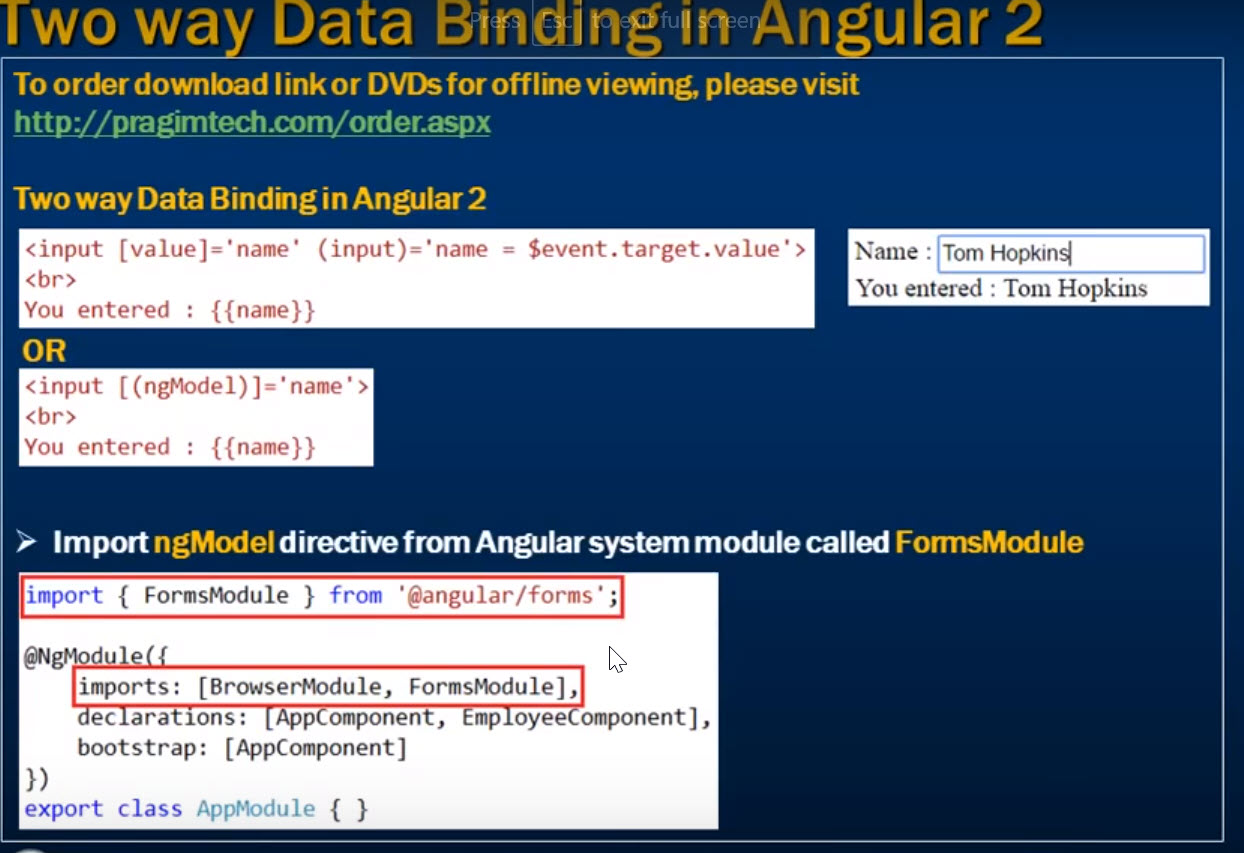 Two way Data Binding in Angular 2
Press Esc to exit full screen
To order download link or DVDs for offline viewing, please visit
http://pragimtech.com/order.aspx
Two way Data Binding in Angular 2
<input [value]='name' (input)='name = $event.target.value'>
<br>
You entered : {{name}}
Name : Tom Hopkins
You entered : Tom Hopkins
OR
<input [(ngModel)]='name'>
<br>
You entered : {{name}}
➢ Import ngModel directive from Angular system module called FormsModule
import { FormsModule } from '@angular/forms';
@NgModule({
imports: [BrowserModule, FormsModule],
declarations: [AppComponent, EmployeeComponent],
bootstrap: [AppComponent]
})
export class AppModule { }